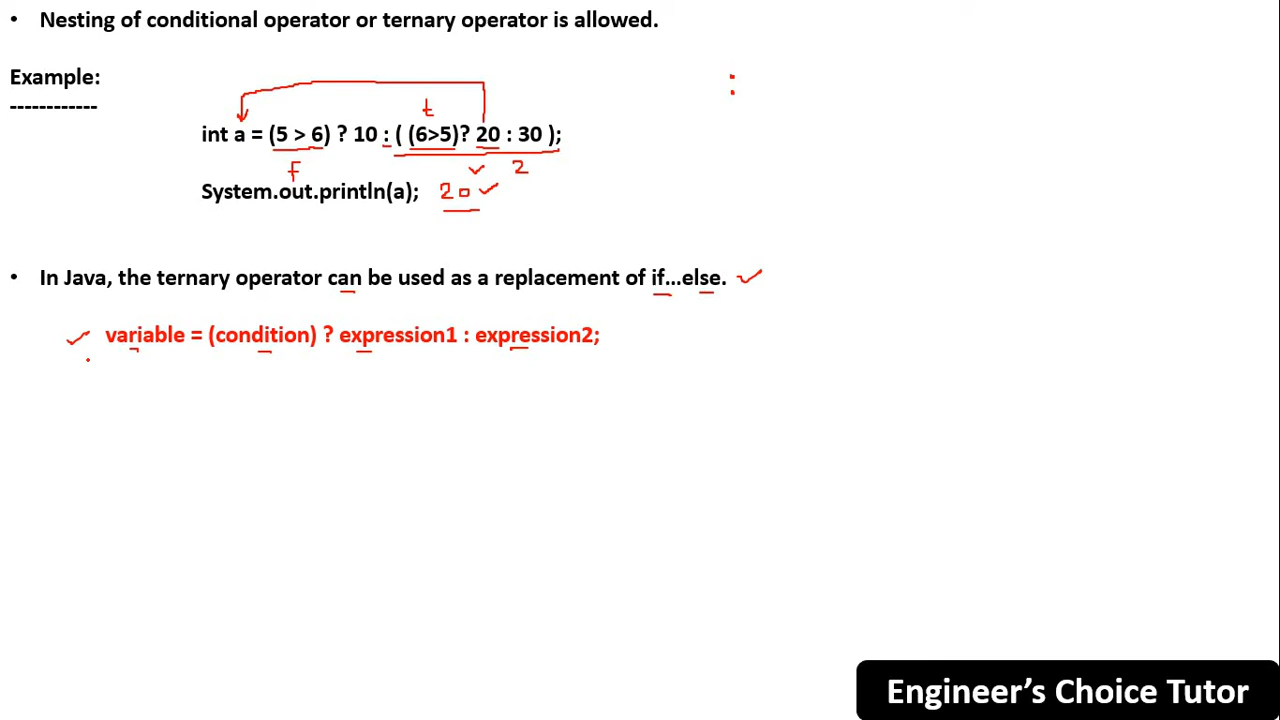 • Nesting of conditional operator or ternary operator is allowed.
Example:
------------
:
t
int a = (5 > 6) ? 10 : ( (6>5)? 20 : 30 );
f 2
System.out.println(a); 20
• In Java, the ternary operator can be used as a replacement of if...else.
variable = (condition) ? expression1 : expression2;
Engineer’s Choice Tutor